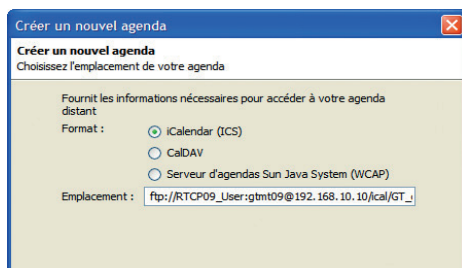 Créer un nouvel agenda
Créer un nouvel agenda
Choisissez l'emplacement de votre agenda
Fournit les informations nécessaires pour accéder à votre agenda
distant
Format :
iCalendar (ICS)
CalDAV
Serveur d'agendas Sun Java System (WCAP)
Emplacement : ftp://RTCP09_User:gtmt09@192.168.10.10/ical/GT_